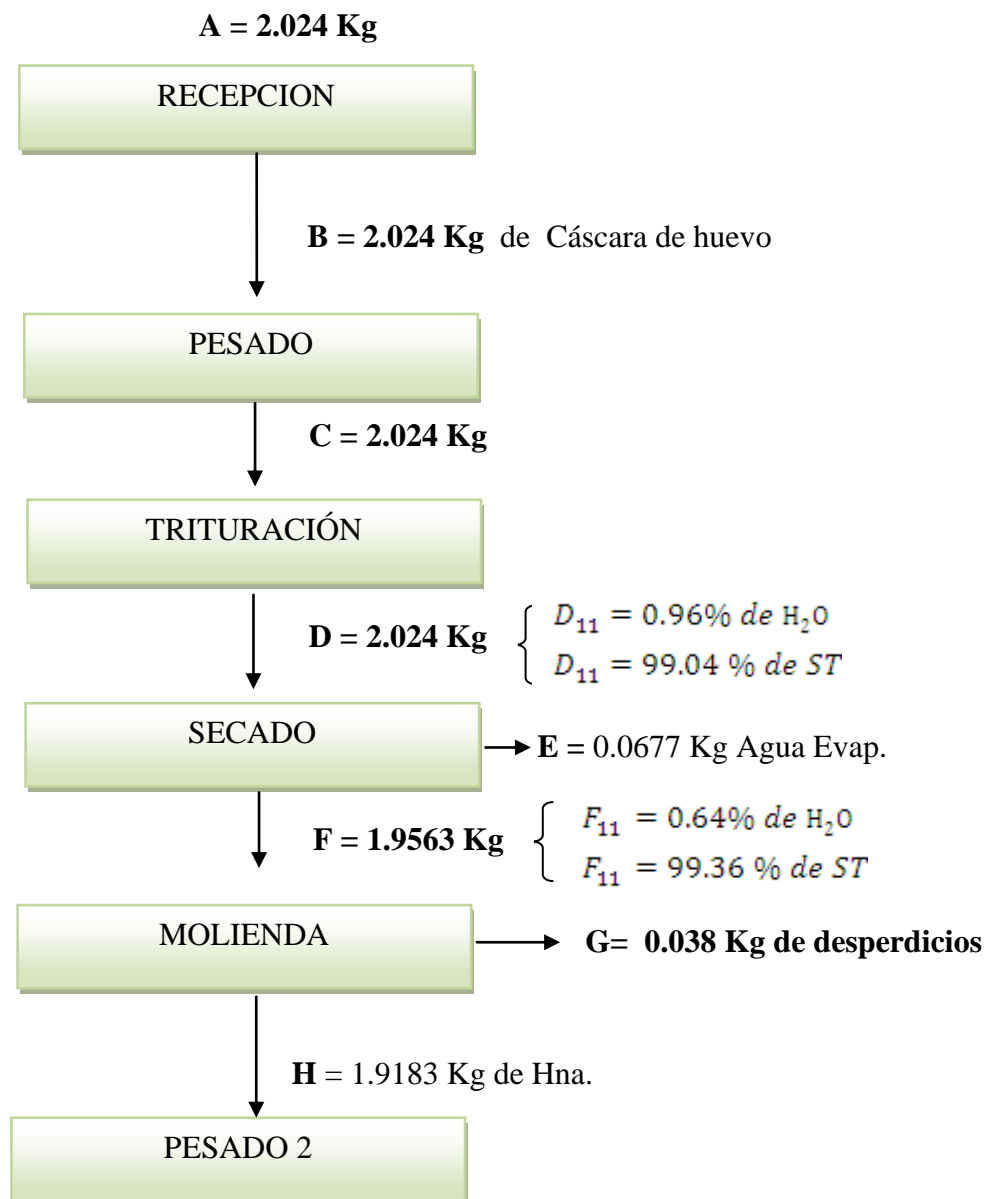 A = 2.024 Kg
RECEPCION
B = 2.024 Kg de Cáscara de huevo
PESADO
C = 2.024 Kg
TRITURACIÓN
D = 2.024 Kg
D₁₁ = 0.96% de H₂O
D₁₁ = 99.04 % de ST
SECADO
E = 0.0677 Kg Agua Evap.
F = 1.9563 Kg
F₁₁ = 0.64% de H₂O
F₁₁ = 99.36 % de ST
MOLIENDA
G= 0.038 Kg de desperdicios
H = 1.9183 Kg de Hna.
PESADO 2